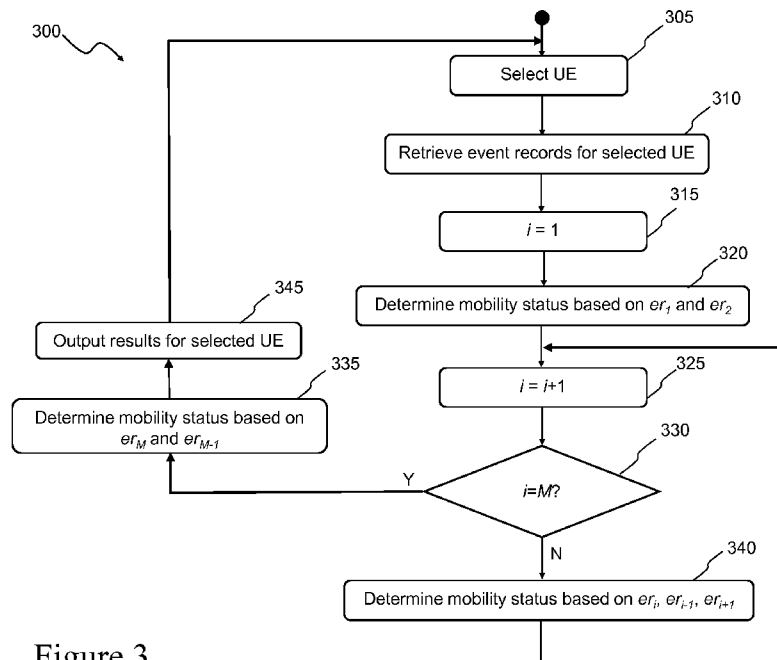 300
305
Select UE
310
Retrieve event records for selected UE
315
i = 1
320
Determine mobility status based on er1 and er2
345
Output results for selected UE
325
i = i+1
335
Determine mobility status based on
erM and erM-1
330
i=M?
Y
N
340
Determine mobility status based on eri, eri-1, eri+1
Figure 3